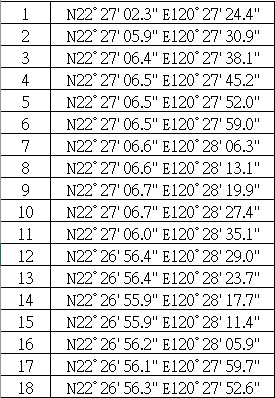 1 N22°27'02.3" E120°27'24.4"
2 N22°27'05.9" E120°27'30.9"
3 N22°27'06.4" E120°27'38.1"
4 N22°27'06.5" E120°27'45.2"
5 N22°27'06.5" E120°27'52.0"
6 N22°27'06.5" E120°27'59.0"
7 N22°27'06.6" E120°28'06.3"
8 N22°27'06.6" E120°28'13.1"
9 N22°27'06.7" E120°28'19.9"
10 N22°27'06.7" E120°28'27.4"
11 N22°27'06.0" E120°28'35.1"
12 N22°26'56.4" E120°28'29.0"
13 N22°26'56.4" E120°28'23.7"
14 N22°26'55.9" E120°28'17.7"
15 N22°26'55.9" E120°28'11.4"
16 N22°26'56.2" E120°28'05.9"
17 N22°26'56.1" E120°27'59.7"
18 N22°26'56.3" E120°27'52.6"